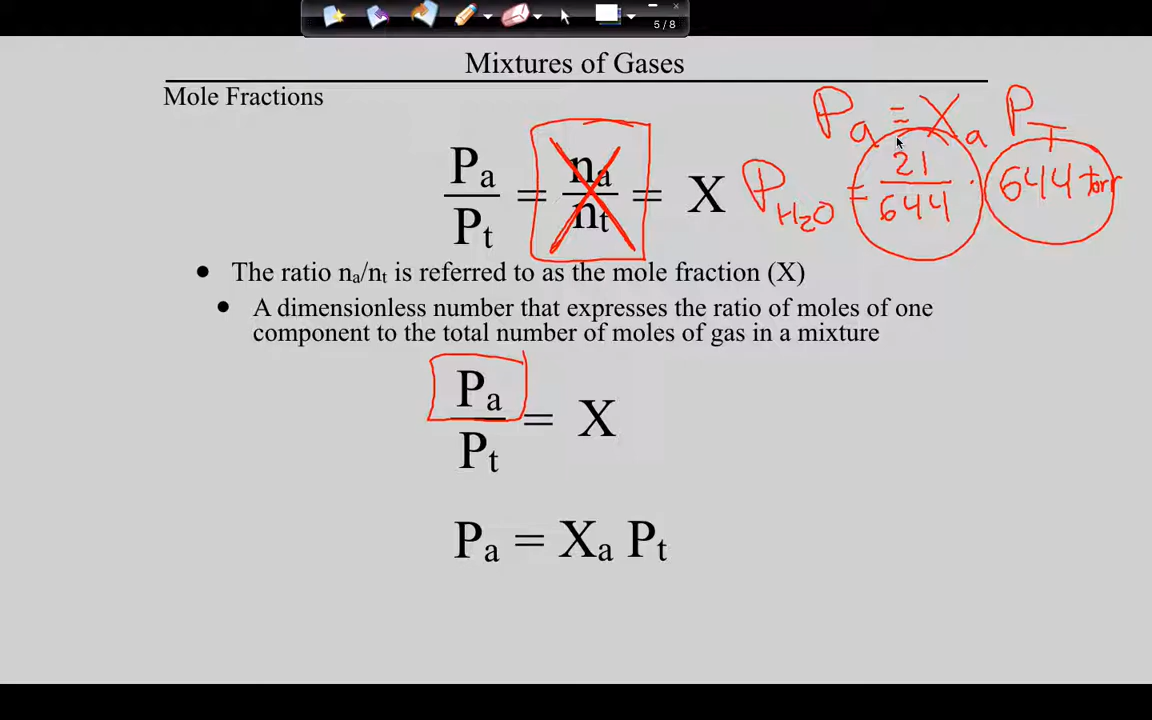 5 / 8
Mixtures of Gases
Mole Fractions
Pa = Xa PT
Pa/Pt = na/nt = X
PH2O = 21/644 · 644 torr
• The ratio na/nt is referred to as the mole fraction (X)
• A dimensionless number that expresses the ratio of moles of one
component to the total number of moles of gas in a mixture
Pa/Pt = X
Pa = Xa Pt